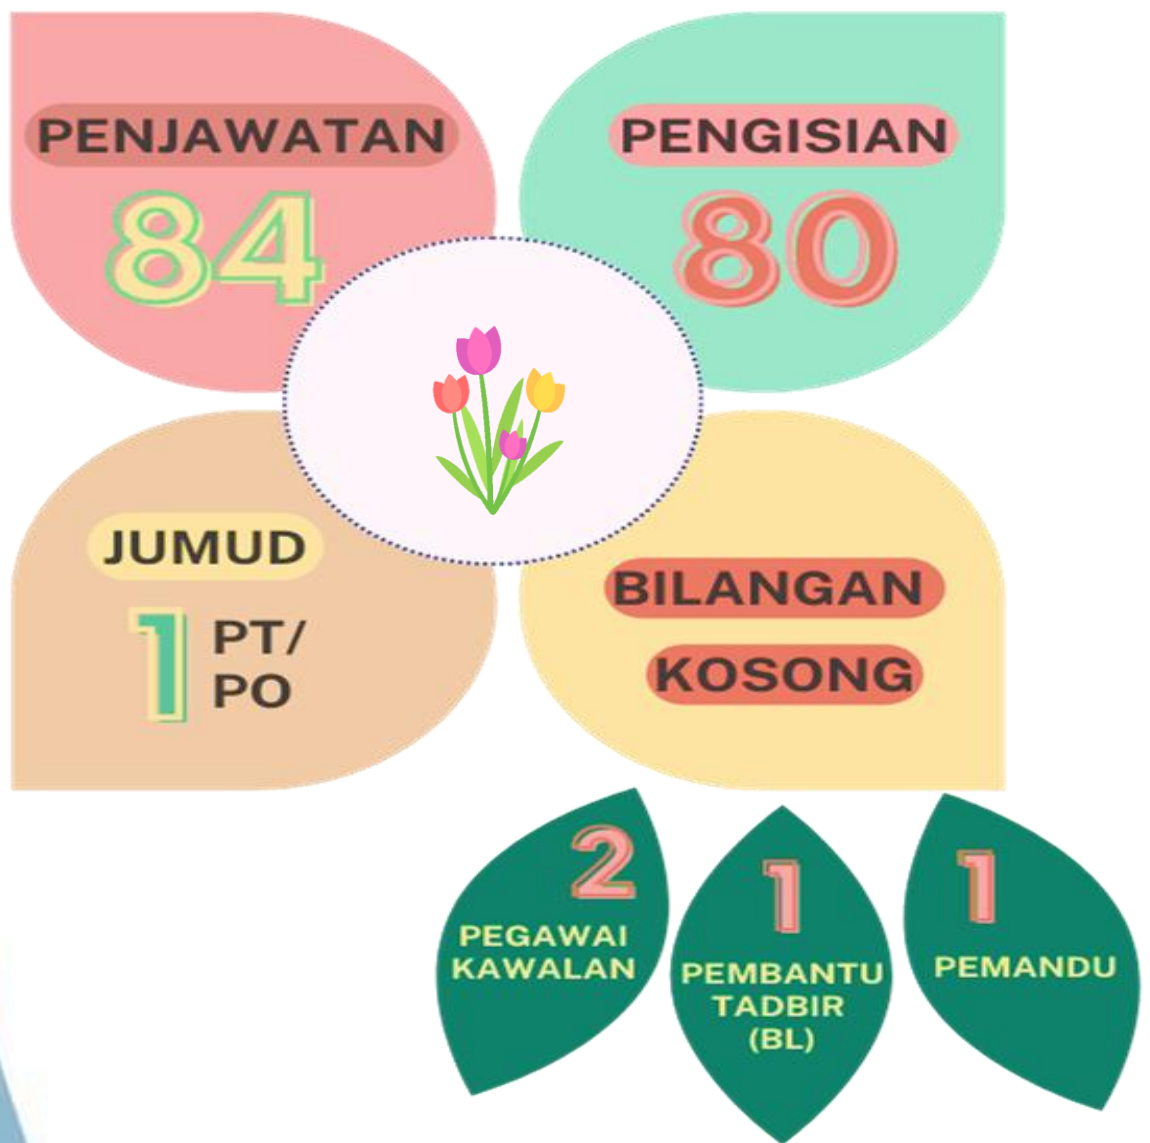 PENJAWATAN
84
PENGISIAN
80
JUMUD
1 PT/
PO
BILANGAN
KOSONG
2
PEGAWAI
KAWALAN
1
PEMBANTU
TADBIR
(BL)
1
PEMANDU